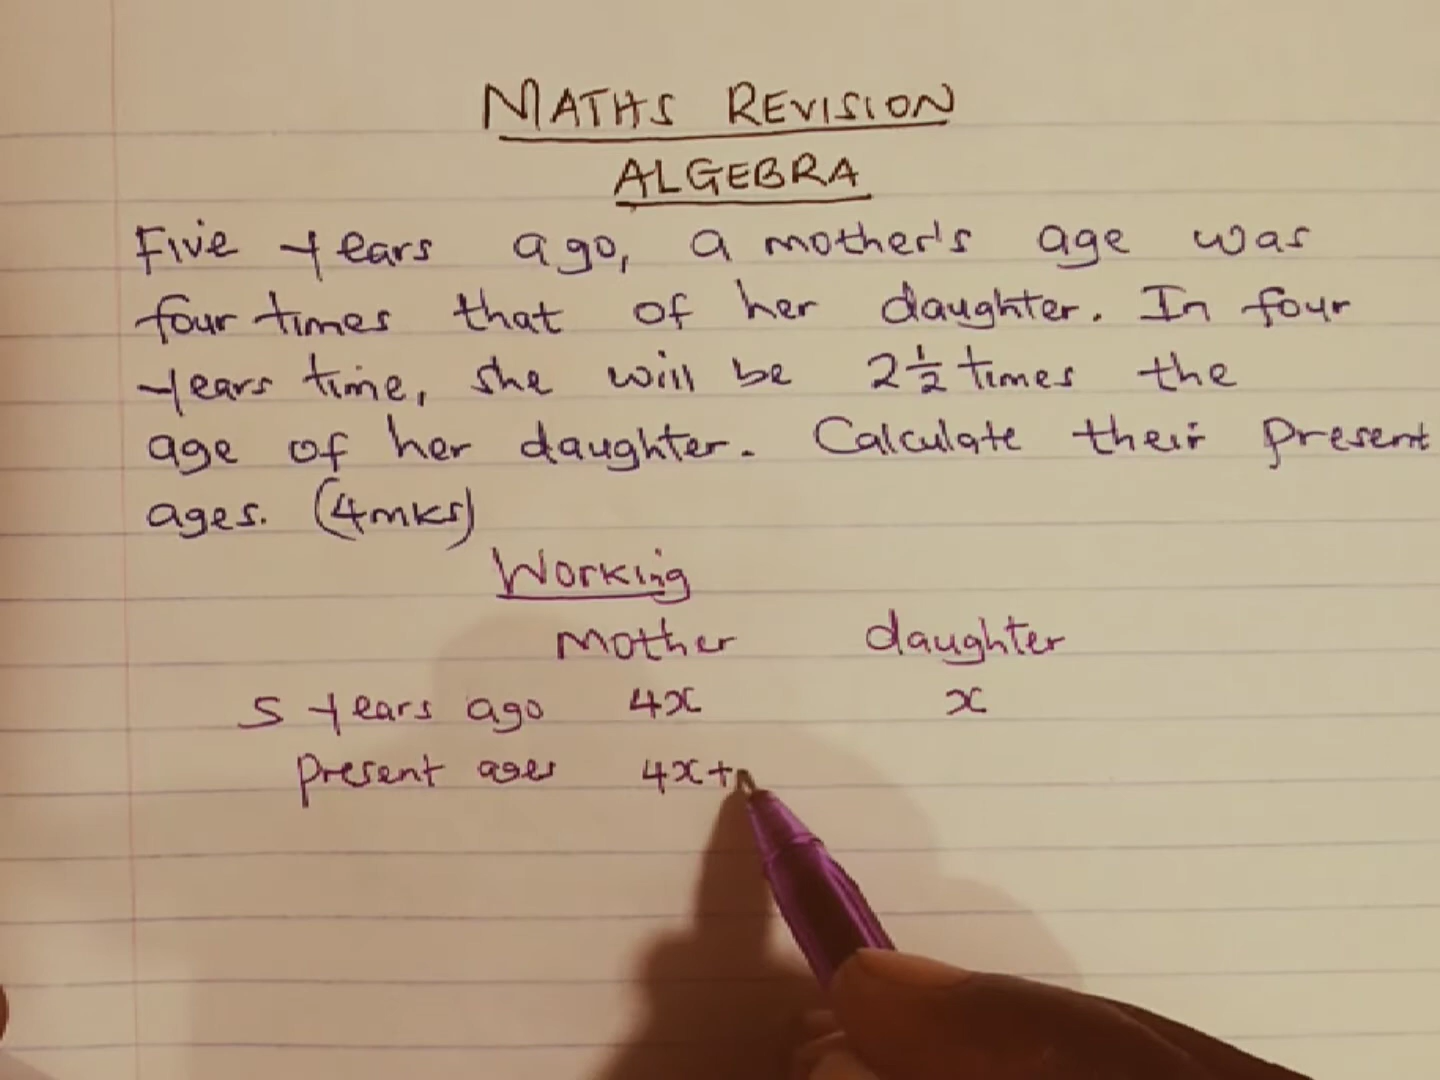 MATHS REVISION
ALGEBRA
Five years ago, a mother's age was
four times that of her daughter. In four
years time, she will be 2½ times the
age of her daughter. Calculate their present
ages. (4mks)
Working
Mother daughter
5 years ago 4x x
Present ages 4x+